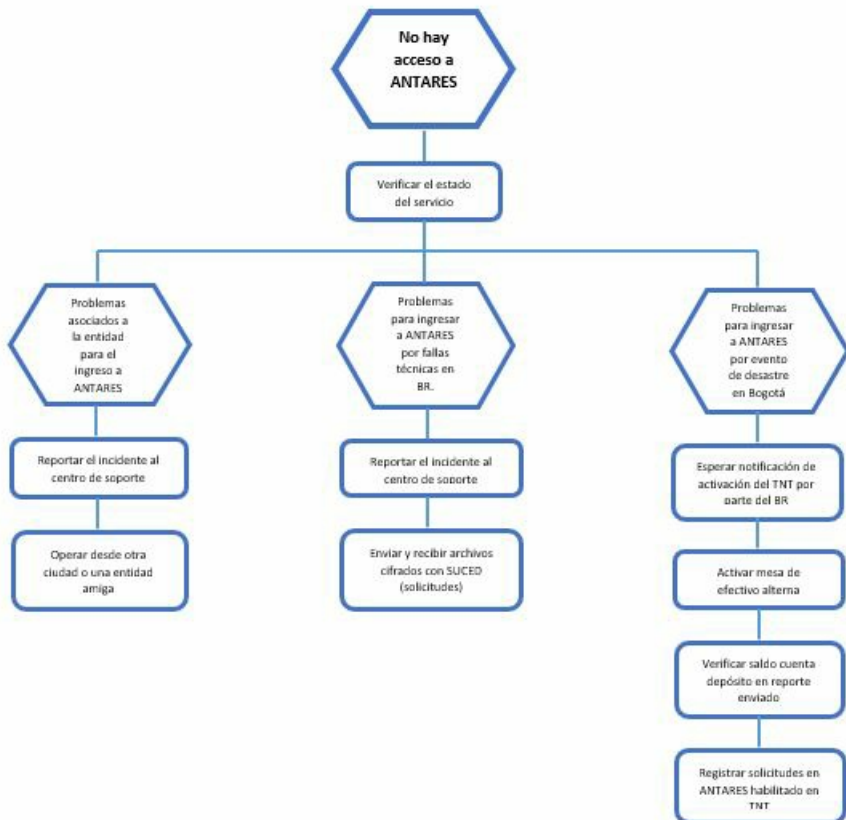 No hay
acceso a
ANTARES
Verificar el estado
del servicio
Problemas
asociados a
la entidad
para el
ingreso a
ANTARES
Reportar el incidente al
centro de soporte
Operar desde otra
ciudad o una entidad
amiga
Problemas
para ingresar
a ANTARES
por fallas
técnicas en
BR.
Reportar el incidente al
centro de soporte
Enviar y recibir archivos
cifrados con SUCED
(solicitudes)
Problemas
para ingresar
a ANTARES
por evento
de desastre
en Bogotá
Esperar notificación de
activación del TNT por
parte del BR
Activar mesa de
efectivo alterna
Verificar saldo cuenta
depósito en reporte
enviado
Registrar solicitudes en
ANTARES habilitado en
TNT